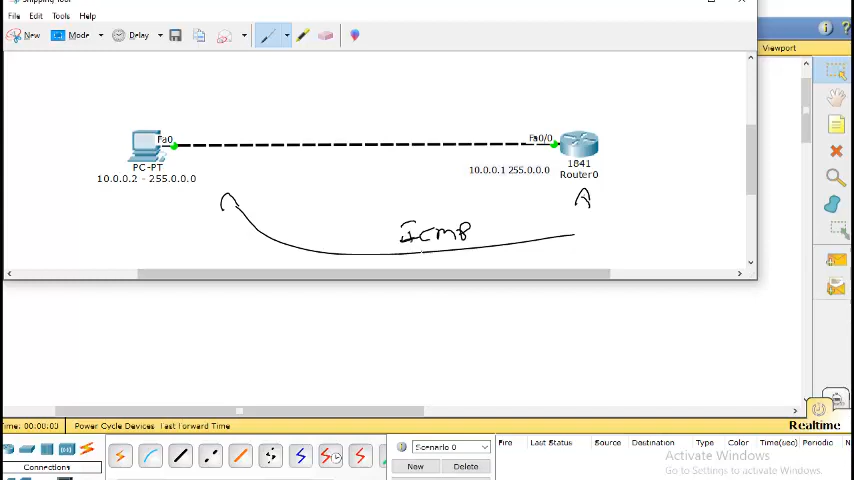 File Edit Tools Help
New Mode Delay
Viewport
Fa0
Fa0/0
PC-PT
10.0.0.2 - 255.0.0.0
10.0.0.1 255.0.0.0
1841
Router0
ICMP
Time: 00:00:03 Power Cycle Devices Fast Forward Time
Realtime
Connections
Scenario 0
New Delete
Fire Last Status Source Destination Type Color Time(sec) Periodic N
Activate Windows
Go to Settings to activate Windows.